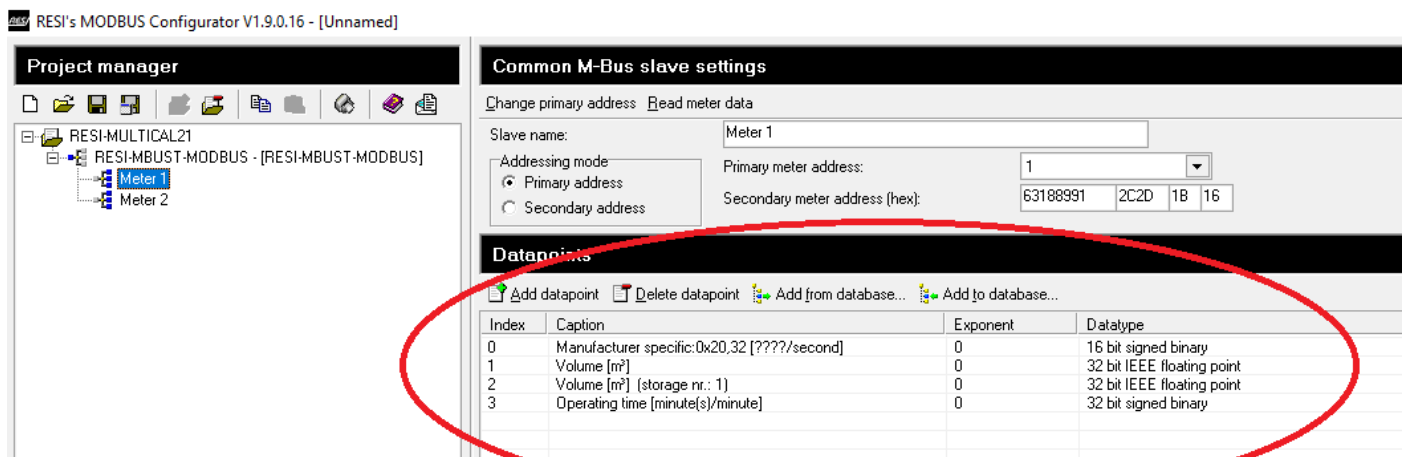 RESI RESI's MODBUS Configurator V1.9.0.16 - [Unnamed]
Project manager
RESI-MULTICAL21
RESI-MBUST-MODBUS - [RESI-MBUST-MODBUS]
Meter 1
Meter 2
Common M-Bus slave settings
Change primary address Read meter data
Slave name: Meter 1
Addressing mode
Primary address
Secondary address
Primary meter address: 1
Secondary meter address (hex): 63188991 2C2D 1B 16
Datapoints
Add datapoint Delete datapoint Add from database... Add to database...
Index Caption Exponent Datatype
0 Manufacturer specific:0x20,32 [????/second] 0 16 bit signed binary
1 Volume [m³] 0 32 bit IEEE floating point
2 Volume [m³] (storage nr.: 1) 0 32 bit IEEE floating point
3 Operating time [minute(s)/minute] 0 32 bit signed binary